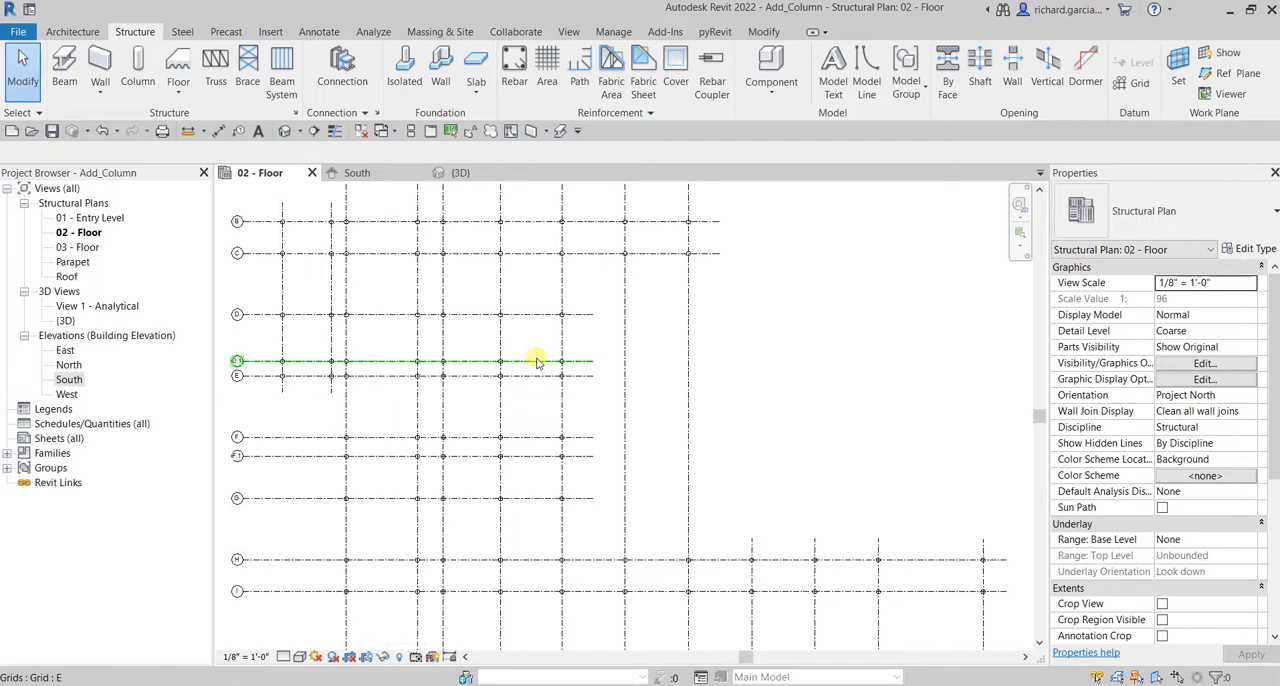 Autodesk Revit 2022 - Add_Column - Structural Plan: 02 - Floor
richard.garcia...
File Architecture Structure Steel Precast Insert Annotate Analyze Massing & Site Collaborate View Manage Add-Ins pyRevit Modify
Modify Beam Wall Column Floor Truss Brace Beam System Connection Isolated Wall Slab Rebar Area Path Fabric Area Fabric Sheet Cover Rebar Coupler Component Model Text Model Line Model Group By Face Shaft Wall Vertical Dormer Level Grid Set Show Ref Plane Viewer
Select Structure Connection Foundation Reinforcement Model Opening Datum Work Plane
Project Browser - Add_Column
Views (all)
Structural Plans
01 - Entry Level
02 - Floor
03 - Floor
Parapet
Roof
3D Views
View 1 - Analytical
{3D}
Elevations (Building Elevation)
East
North
South
West
Legends
Schedules/Quantities (all)
Sheets (all)
Families
Groups
Revit Links
02 - Floor South {3D}
B
C
D
E
F
G
H
I
1/8" = 1'-0"
Properties
Structural Plan
Structural Plan: 02 - Floor Edit Type
Graphics
View Scale 1/8" = 1'-0"
Scale Value 1: 96
Display Model Normal
Detail Level Coarse
Parts Visibility Show Original
Visibility/Graphics O... Edit...
Graphic Display Opt... Edit...
Orientation Project North
Wall Join Display Clean all wall joins
Discipline Structural
Show Hidden Lines By Discipline
Color Scheme Locat... Background
Color Scheme <none>
Default Analysis Dis... None
Sun Path
Underlay
Range: Base Level None
Range: Top Level Unbounded
Underlay Orientation Look down
Extents
Crop View
Crop Region Visible
Annotation Crop
Properties help Apply
Grids : Grid : E :0 Main Model :0